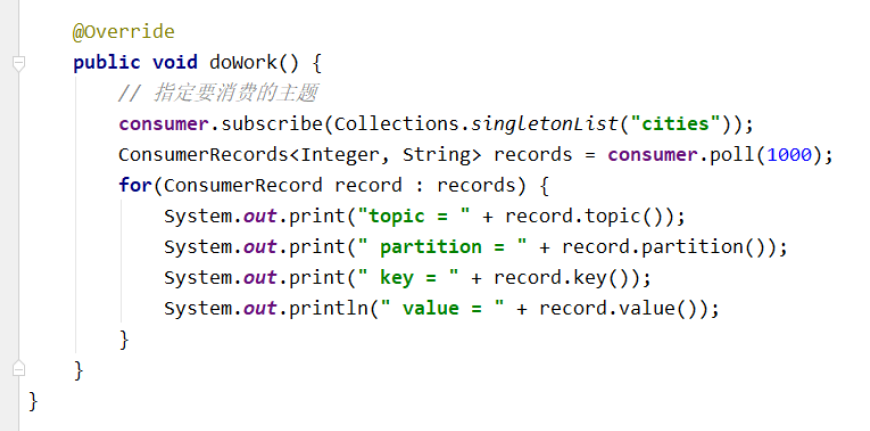 @Override
public void doWork() {
// 指定要消费的主题
consumer.subscribe(Collections.singletonList("cities"));
ConsumerRecords<Integer, String> records = consumer.poll(1000);
for(ConsumerRecord record : records) {
System.out.print("topic = " + record.topic());
System.out.print(" partition = " + record.partition());
System.out.print(" key = " + record.key());
System.out.println(" value = " + record.value());
}
}
}